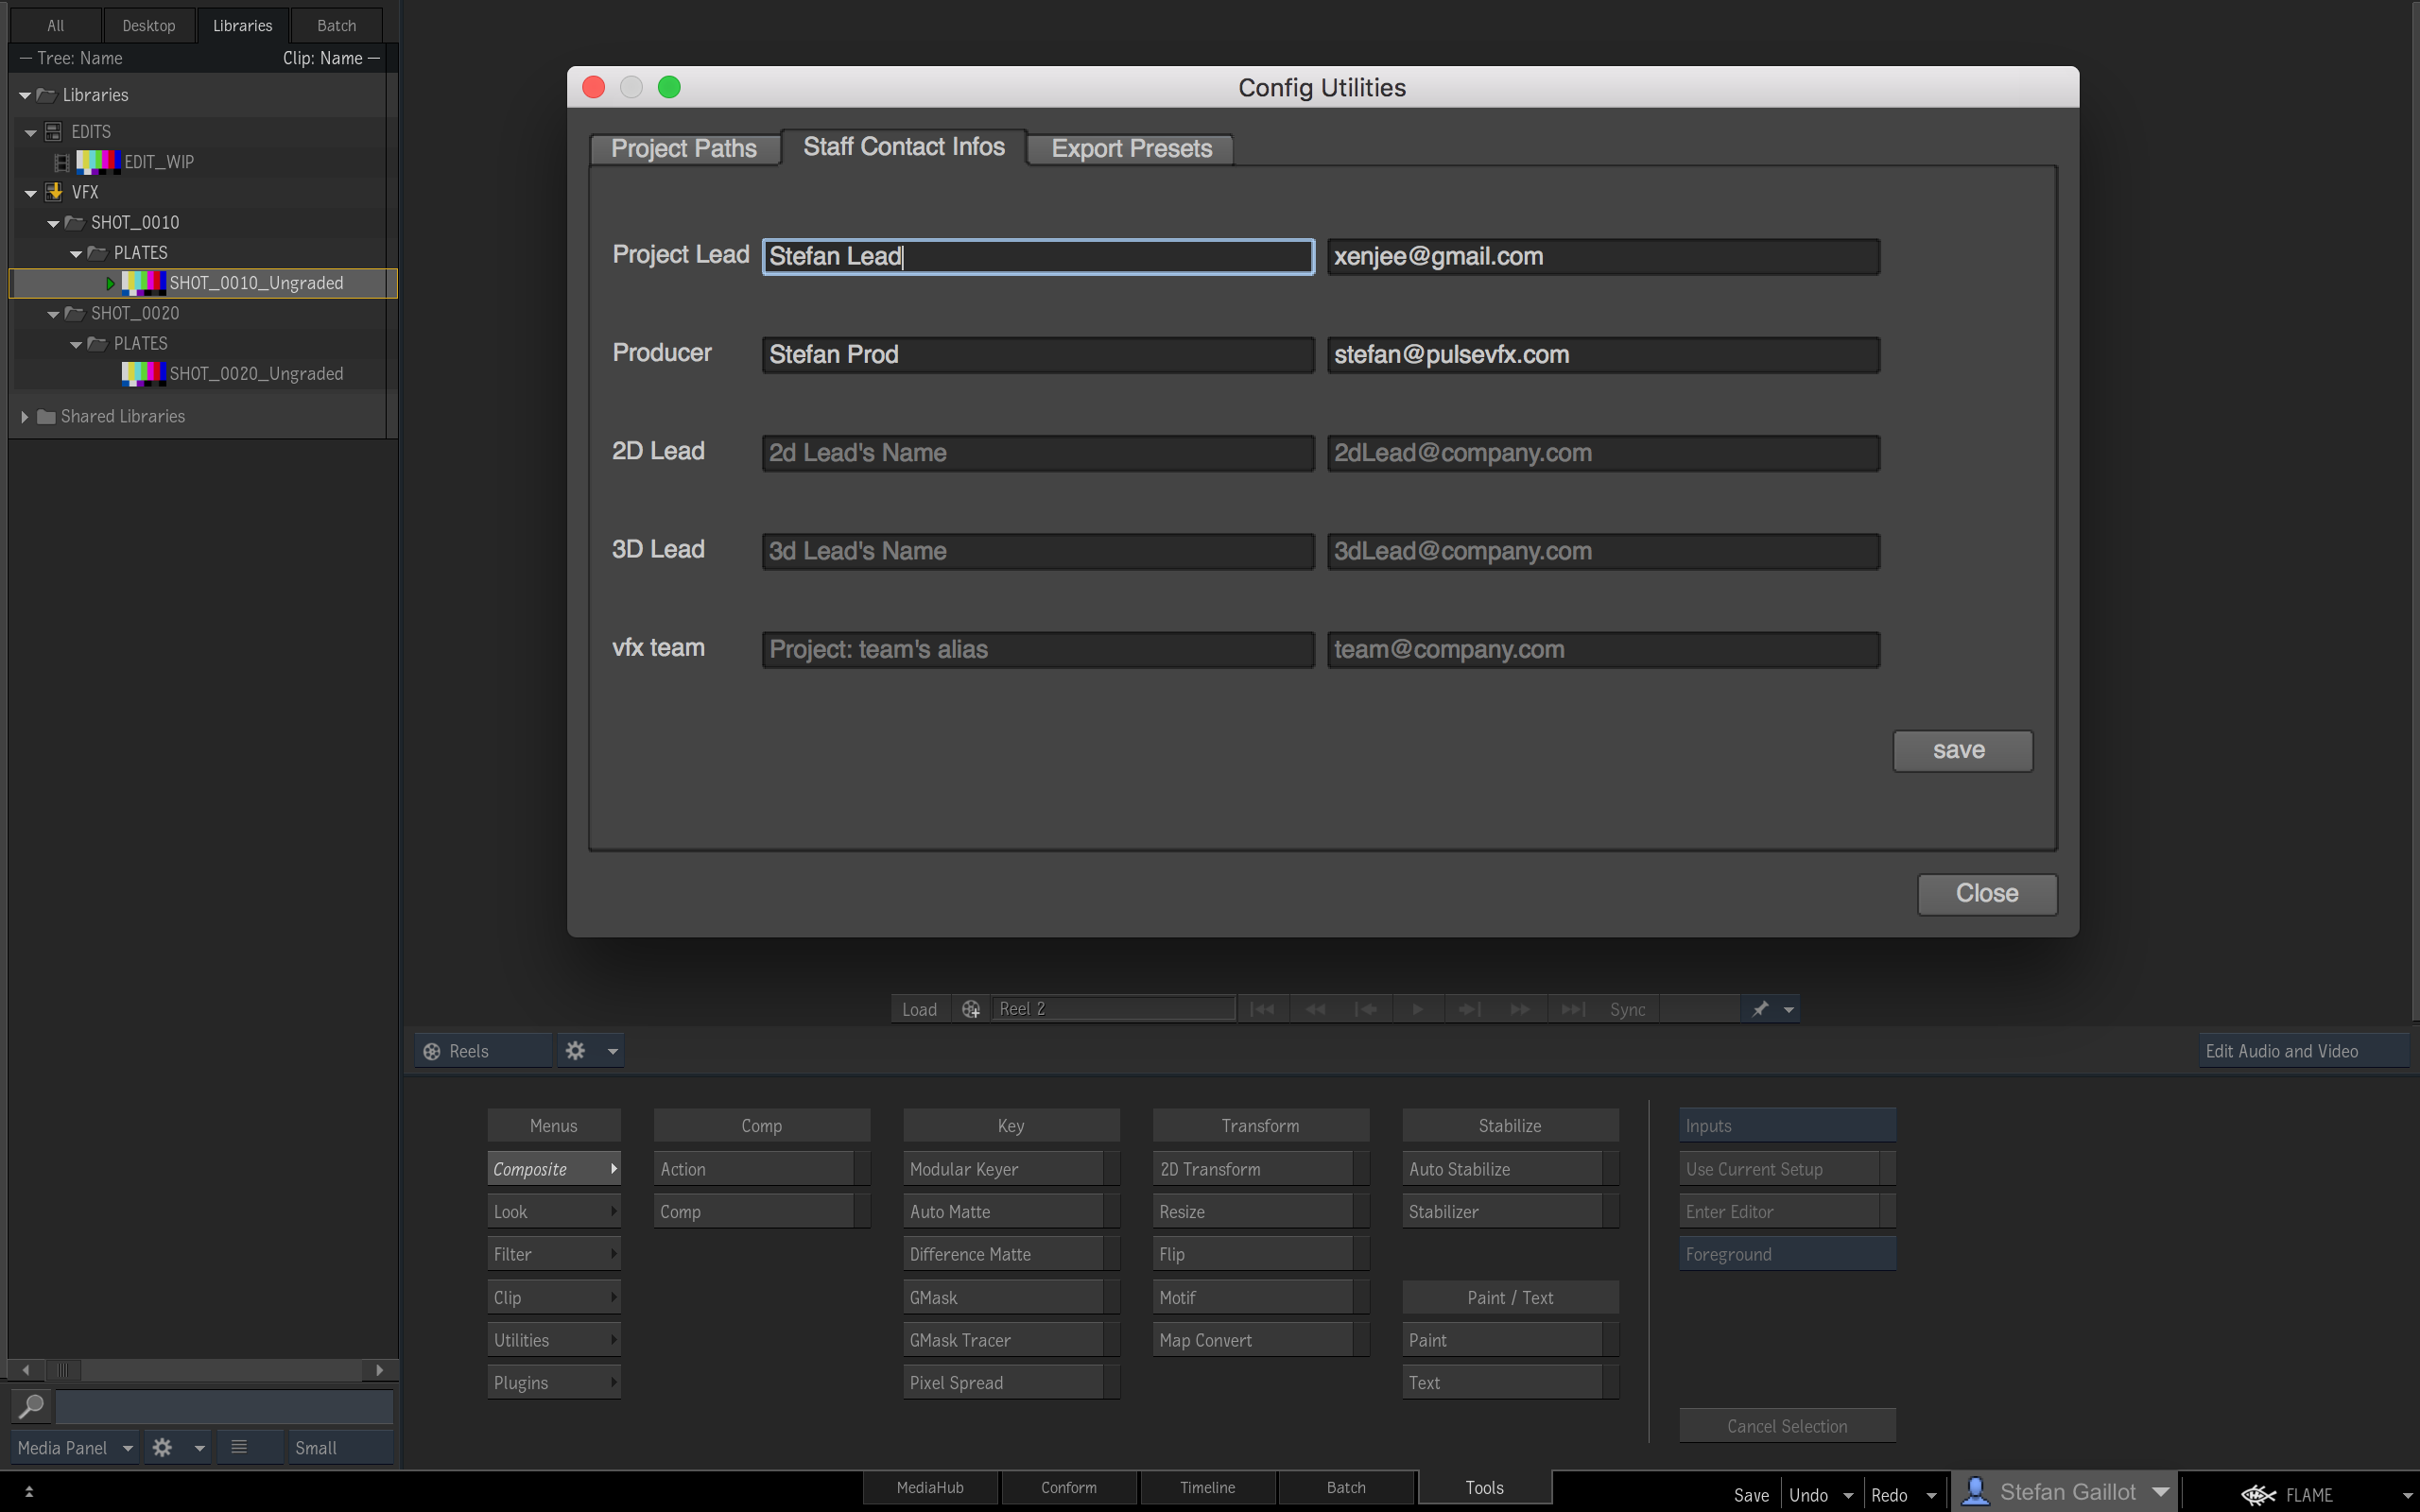 All Desktop Libraries Batch
Tree: Name Clip: Name
Libraries
EDITS
EDIT_WIP
VFX
SHOT_0010
PLATES
SHOT_0010_Ungraded
SHOT_0020
PLATES
SHOT_0020_Ungraded
Shared Libraries
Config Utilities
Project Paths Staff Contact Infos Export Presets
Project Lead Stefan Lead xenjee@gmail.com
Producer Stefan Prod stefan@pulsevfx.com
2D Lead 2d Lead's Name 2dLead@company.com
3D Lead 3d Lead's Name 3dLead@company.com
vfx team Project: team's alias team@company.com
save
Close
Load Reel 2 Sync
Reels Edit Audio and Video
Menus Comp Key Transform Stabilize Inputs
Composite Action Modular Keyer 2D Transform Auto Stabilize Use Current Setup
Look Comp Auto Matte Resize Stabilizer Enter Editor
Filter Difference Matte Flip Foreground
Clip GMask Motif Paint / Text
Utilities GMask Tracer Map Convert Paint
Plugins Pixel Spread Text
Cancel Selection
Media Panel Small
MediaHub Conform Timeline Batch Tools Save Undo Redo Stefan Gaillot FLAME